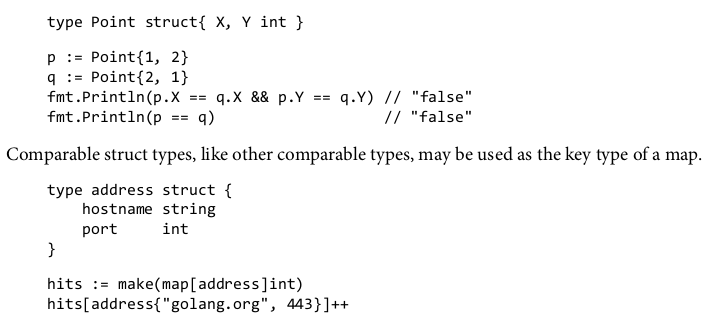 type Point struct{ X, Y int }
p := Point{1, 2}
q := Point{2, 1}
fmt.Println(p.X == q.X && p.Y == q.Y) // "false"
fmt.Println(p == q)                   // "false"
Comparable struct types, like other comparable types, may be used as the key type of a map.
type address struct {
    hostname string
    port     int
}
hits := make(map[address]int)
hits[address{"golang.org", 443}]++